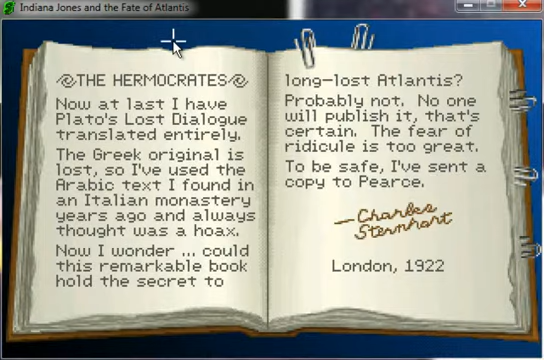 Indiana Jones and the Fate of Atlantis
THE HERMOCRATES
Now at last I have
Plato's Lost Dialogue
translated entirely.
The Greek original is
lost, so I've used the
Arabic text I found in
an Italian monastery
years ago and always
thought was a hoax.
Now I wonder ... could
this remarkable book
hold the secret to
long-lost Atlantis?
Probably not. No one
will publish it, that's
certain. The fear of
ridicule is too great.
To be safe, I've sent a
copy to Pearce.
—Charles
Sternhart
London, 1922